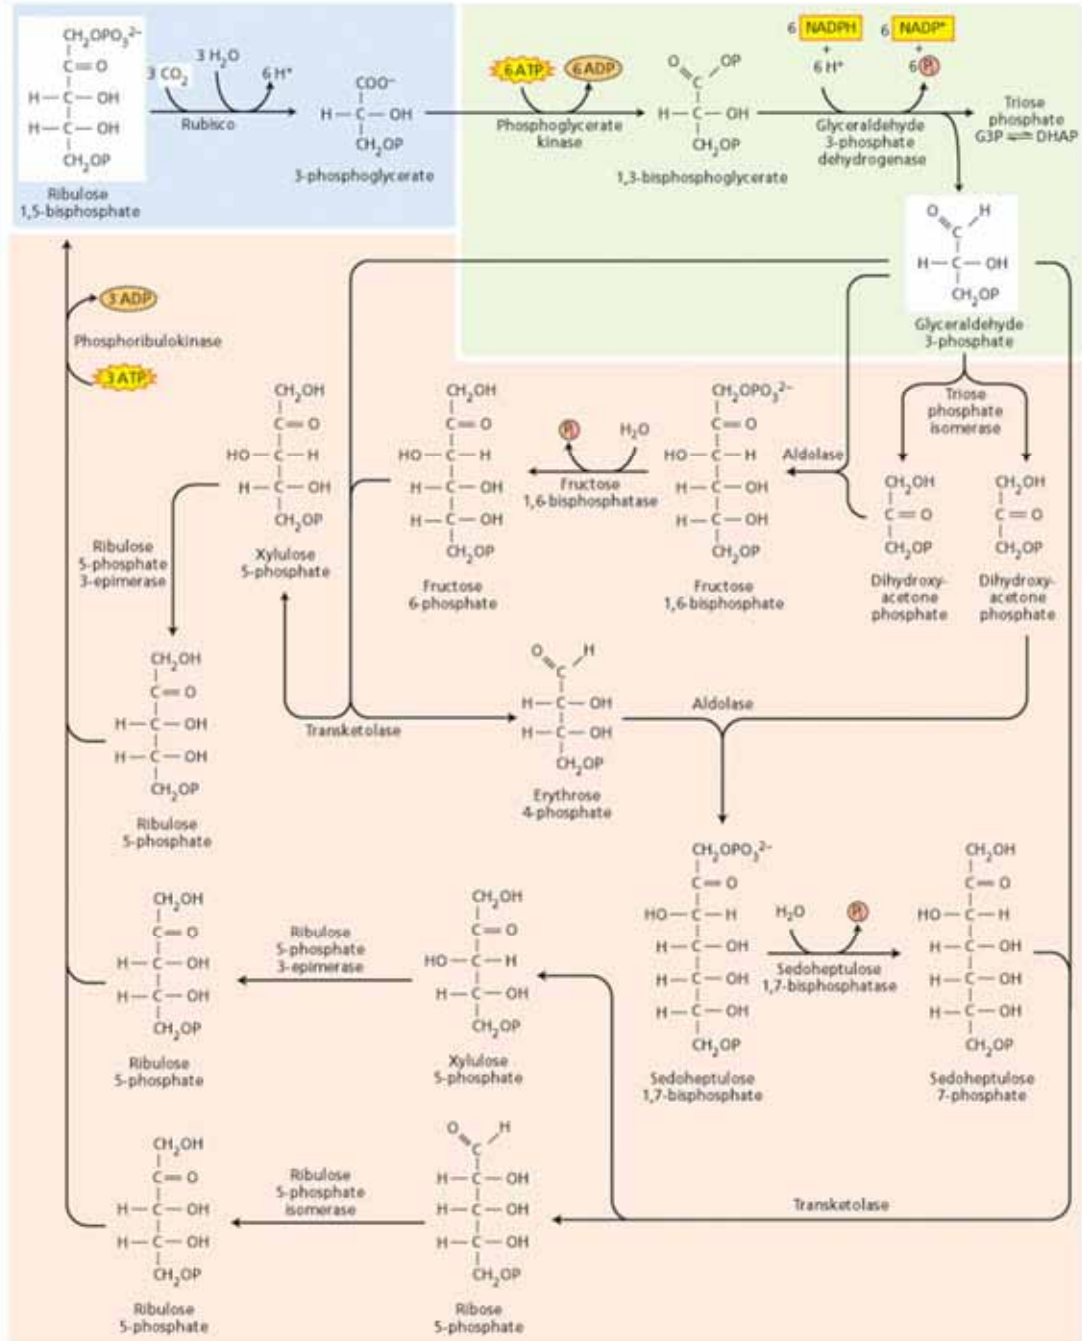 CH₂OPO₃²⁻
C=O
H—C—OH
H—C—OH
CH₂OP
Ribulose
1,5-bisphosphate
3 CO₂
3 H₂O
6 H⁺
Rubisco
COO⁻
H—C—OH
CH₂OP
3-phosphoglycerate
6 ATP
6 ADP
Phosphoglycerate
kinase
O OP
C
H—C—OH
CH₂OP
1,3-bisphosphoglycerate
6 NADPH
+
6 H⁺
6 NADP⁺
+
6 Pᵢ
Glyceraldehyde
3-phosphate
dehydrogenase
Triose
phosphate
G3P ⇌ DHAP
O H
C
H—C—OH
CH₂OP
Glyceraldehyde
3-phosphate
3 ADP
Phosphoribulokinase
3 ATP
Triose
phosphate
isomerase
CH₂OH
C=O
HO—C—H
H—C—OH
CH₂OP
Xylulose
5-phosphate
CH₂OH
C=O
HO—C—H
H—C—OH
H—C—OH
CH₂OP
Fructose
6-phosphate
Pᵢ
H₂O
Fructose
1,6-bisphosphatase
CH₂OPO₃²⁻
C=O
HO—C—H
H—C—OH
H—C—OH
CH₂OP
Fructose
1,6-bisphosphate
Aldolase
CH₂OH
C=O
CH₂OP
Dihydroxy-
acetone
phosphate
CH₂OH
C=O
CH₂OP
Dihydroxy-
acetone
phosphate
Ribulose
5-phosphate
3-epimerase
CH₂OH
C=O
H—C—OH
H—C—OH
CH₂OP
Ribulose
5-phosphate
Transketolase
O H
C
H—C—OH
H—C—OH
CH₂OP
Erythrose
4-phosphate
Aldolase
CH₂OPO₃²⁻
C=O
HO—C—H
H—C—OH
H—C—OH
H—C—OH
CH₂OP
Sedoheptulose
1,7-bisphosphate
H₂O
Pᵢ
Sedoheptulose
1,7-bisphosphatase
CH₂OH
C=O
HO—C—H
H—C—OH
H—C—OH
H—C—OH
CH₂OP
Sedoheptulose
7-phosphate
CH₂OH
C=O
H—C—OH
H—C—OH
CH₂OP
Ribulose
5-phosphate
Ribulose
5-phosphate
3-epimerase
CH₂OH
C=O
HO—C—H
H—C—OH
CH₂OP
Xylulose
5-phosphate
CH₂OH
C=O
H—C—OH
H—C—OH
CH₂OP
Ribulose
5-phosphate
Ribulose
5-phosphate
isomerase
O H
C
H—C—OH
H—C—OH
H—C—OH
CH₂OP
Ribose
5-phosphate
Transketolase